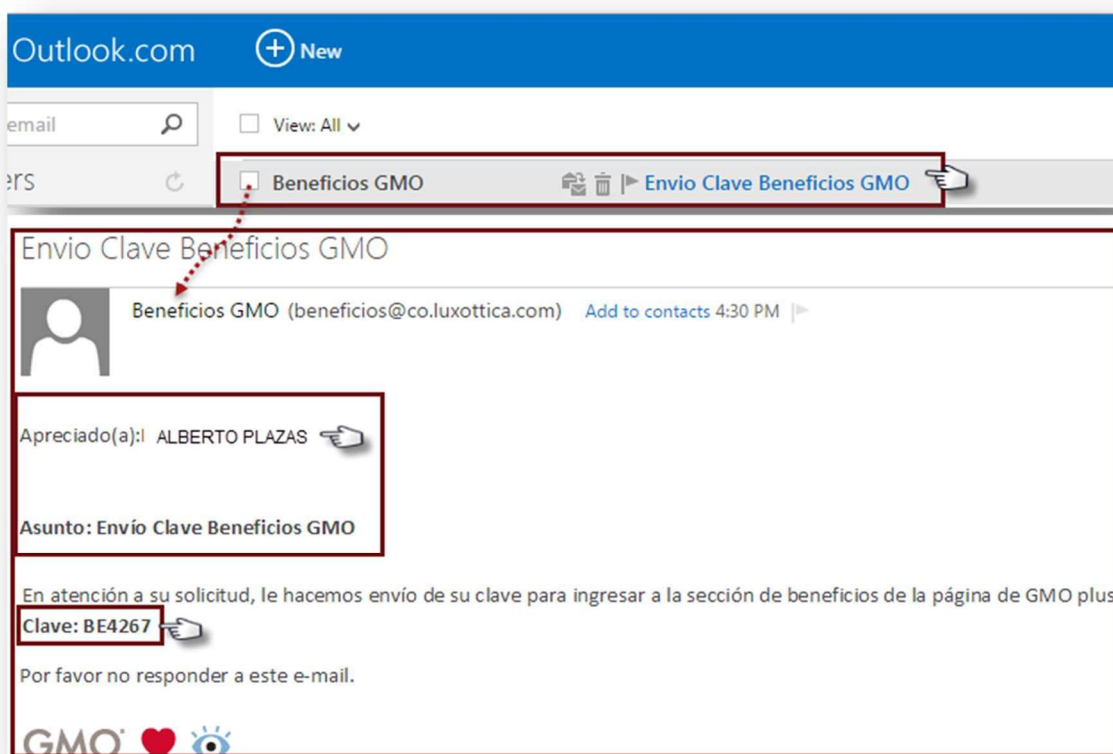 Outlook.com New
email View: All
ers Beneficios GMO Envio Clave Beneficios GMO
Envio Clave Beneficios GMO
Beneficios GMO (beneficios@co.luxottica.com) Add to contacts 4:30 PM
Apreciado(a): ALBERTO PLAZAS
Asunto: Envío Clave Beneficios GMO
En atención a su solicitud, le hacemos envío de su clave para ingresar a la sección de beneficios de la página de GMO plus
Clave: BE4267
Por favor no responder a este e-mail.
GMO